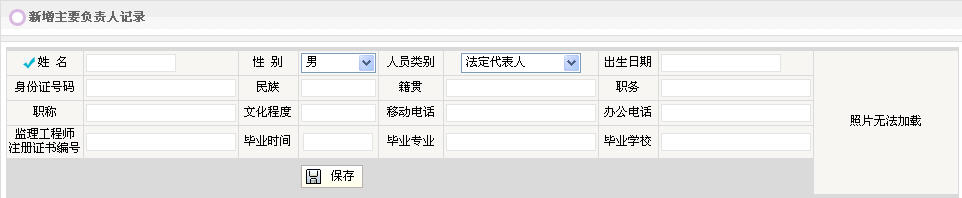 新增主要负责人记录
姓 名 性 别 男 人员类别 法定代表人 出生日期
身份证号码 民族 籍贯 职务
职称 文化程度 移动电话 办公电话
监理工程师
注册证书编号 毕业时间 毕业专业 毕业学校
照片无法加载
保存